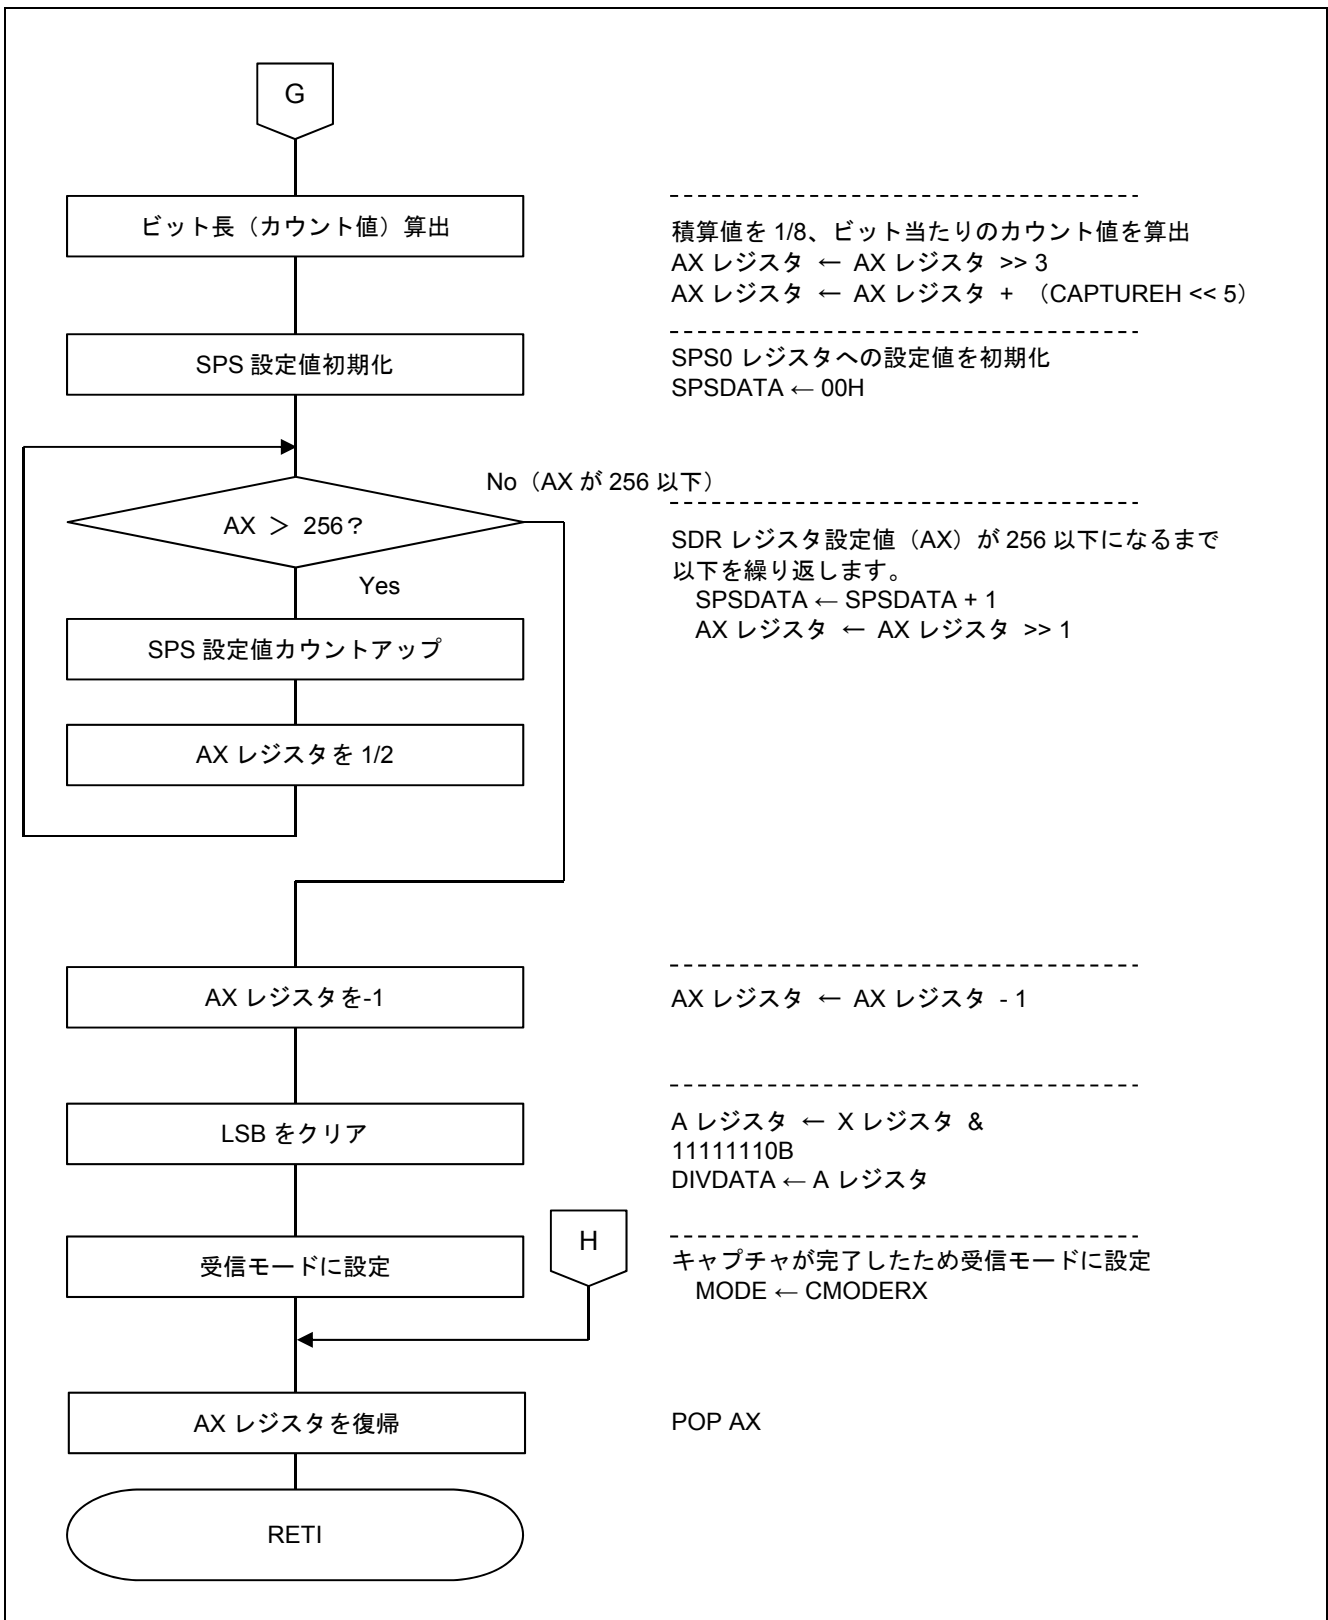 G
ビット長（カウント値）算出
積算値を 1/8、ビット当たりのカウント値を算出
AX レジスタ ← AX レジスタ >> 3
AX レジスタ ← AX レジスタ + （CAPTUREH << 5）
SPS 設定値初期化
SPS0 レジスタへの設定値を初期化
SPSDATA ← 00H
No（AX が 256 以下）
AX ＞ 256？
Yes
SDR レジスタ設定値（AX）が 256 以下になるまで
以下を繰り返します。
SPSDATA ← SPSDATA + 1
AX レジスタ ← AX レジスタ >> 1
SPS 設定値カウントアップ
AX レジスタを 1/2
AX レジスタを-1
AX レジスタ ← AX レジスタ - 1
LSB をクリア
A レジスタ ← X レジスタ &
11111110B
DIVDATA ← A レジスタ
H
受信モードに設定
キャプチャが完了したため受信モードに設定
MODE ← CMODERX
AX レジスタを復帰
POP AX
RETI